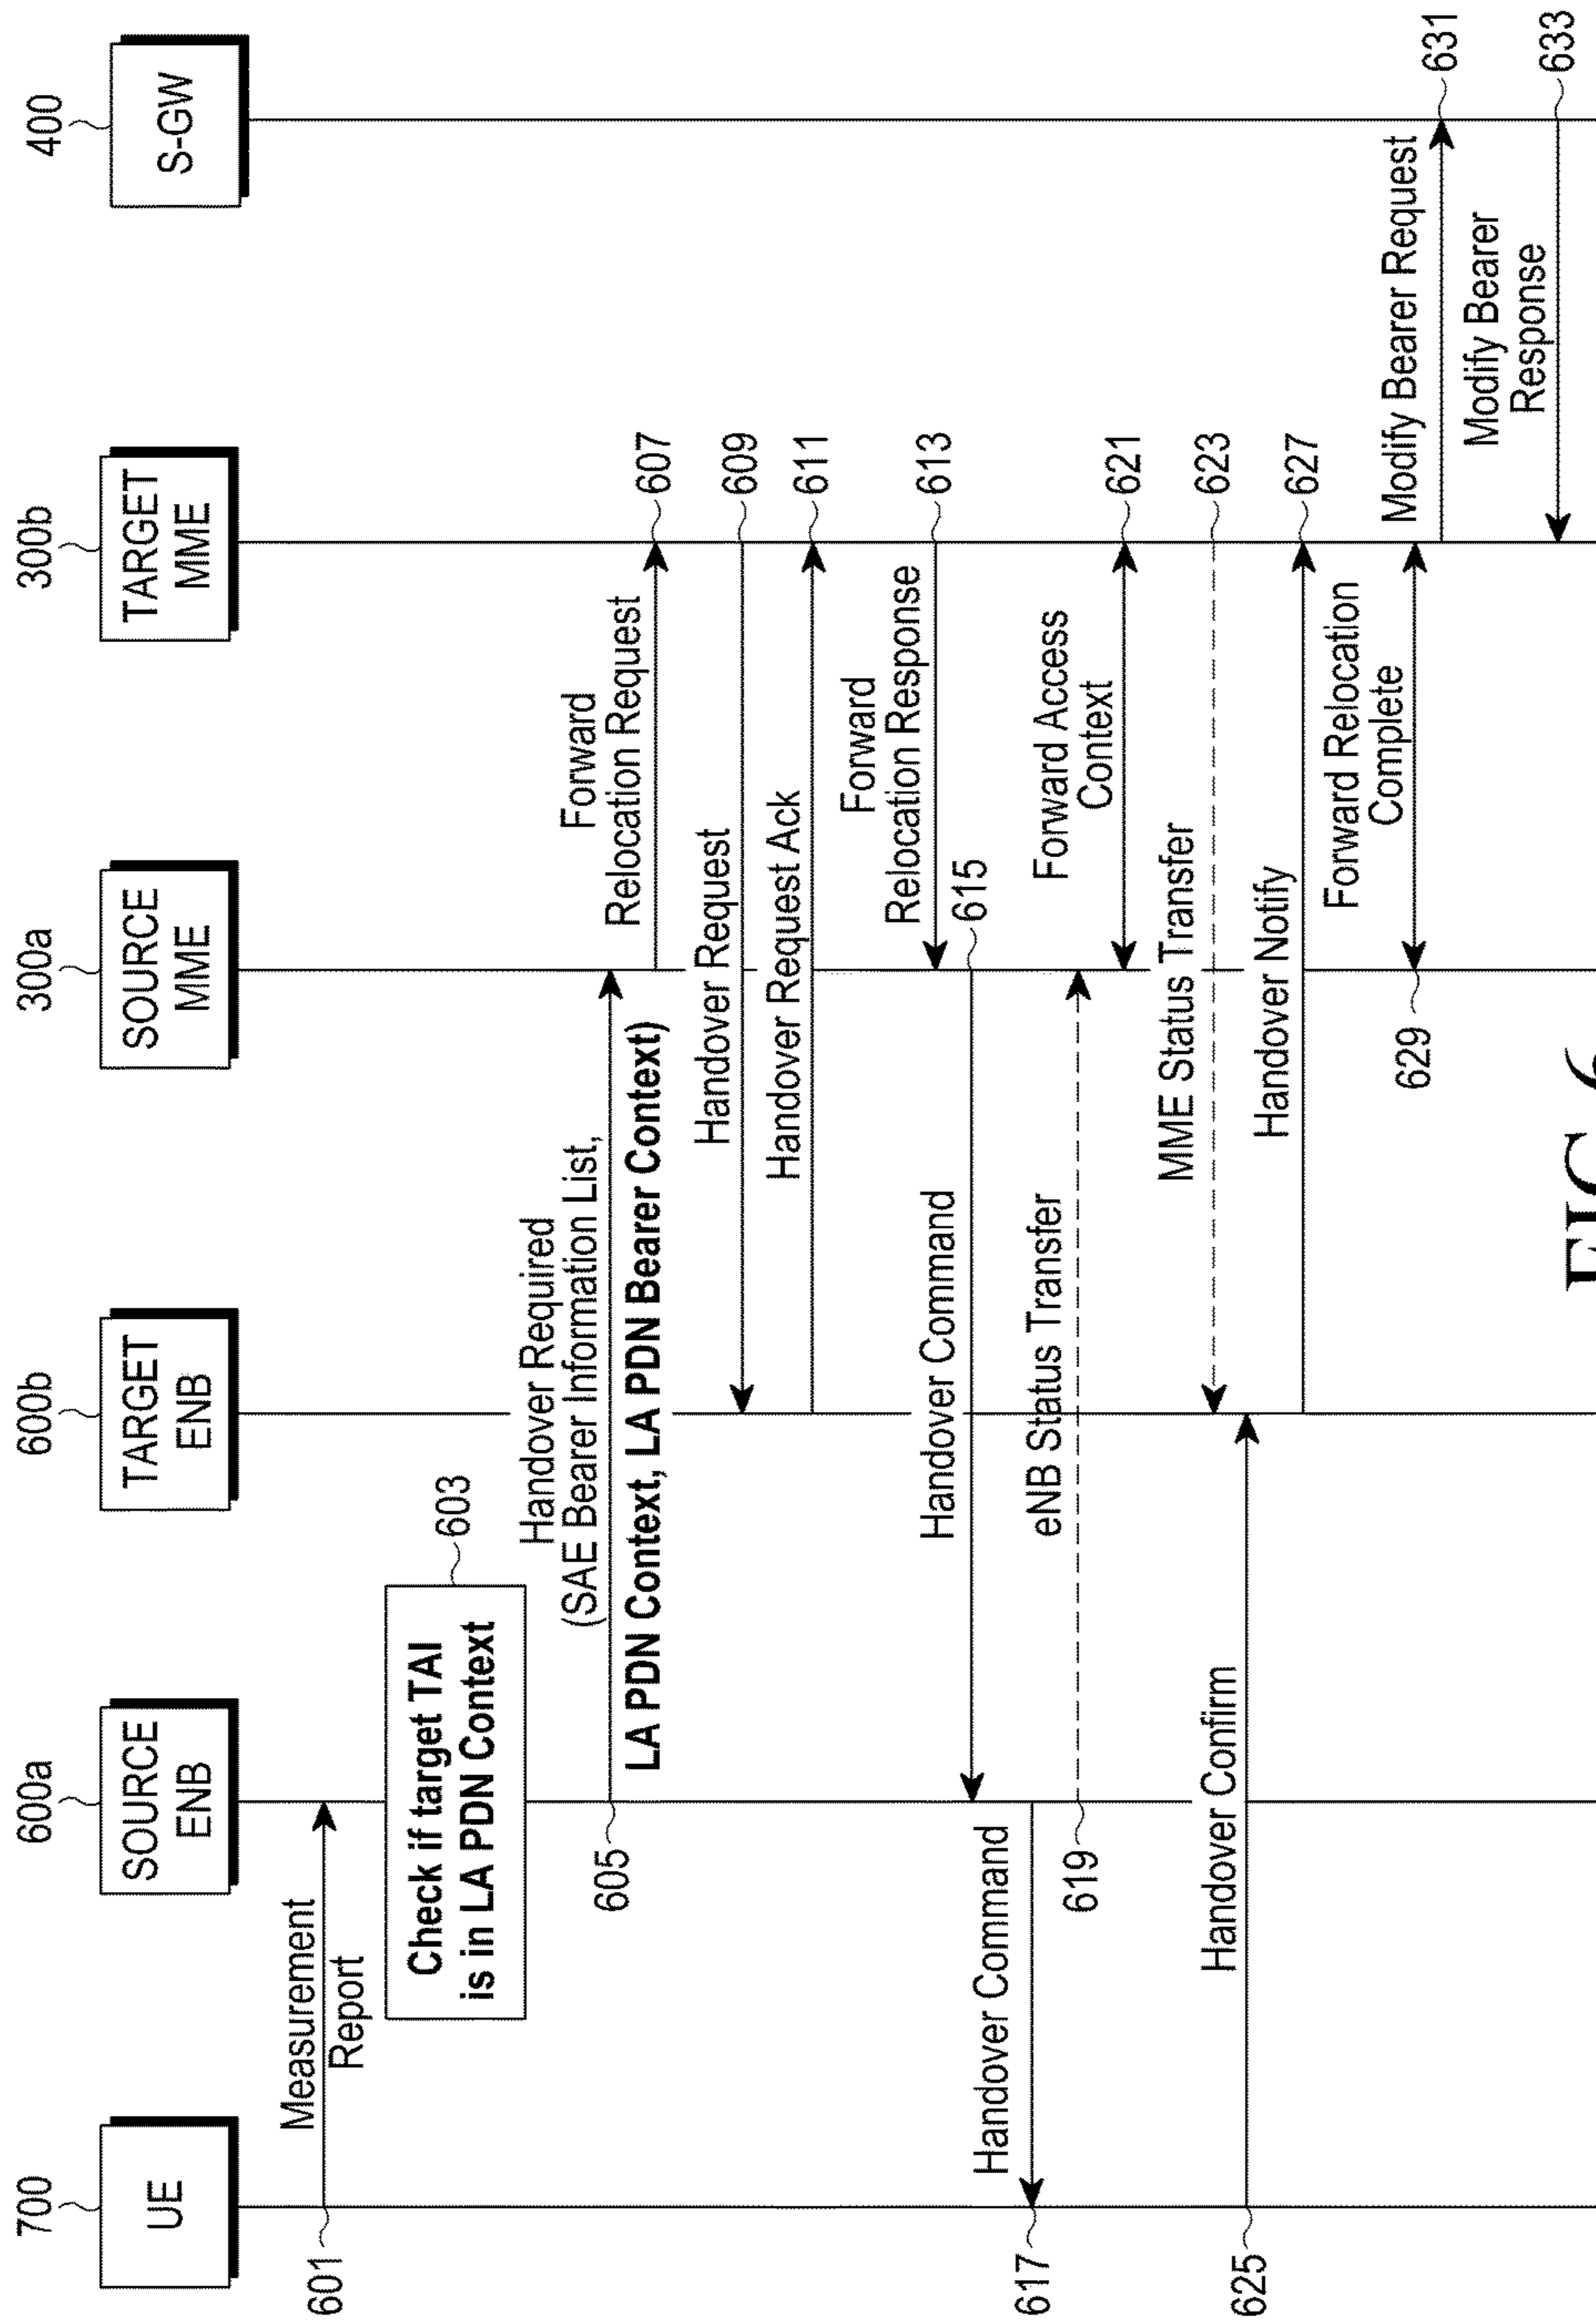 700
UE
600a
SOURCE
ENB
600b
TARGET
ENB
300a
SOURCE
MME
300b
TARGET
MME
400
S-GW
601
Measurement
Report
Check if target TAI
is in LA PDN Context
603
Handover Required
(SAE Bearer Information List,
LA PDN Context, LA PDN Bearer Context)
605
Forward
Relocation Request
607
Handover Request
609
Handover Request Ack
611
Forward
Relocation Response
613
Handover Command
615
Handover Command
617
eNB Status Transfer
619
Forward Access
Context
621
MME Status Transfer
623
Handover Confirm
625
Handover Notify
627
Forward Relocation
Complete
629
Modify Bearer Request
631
Modify Bearer
Response
633